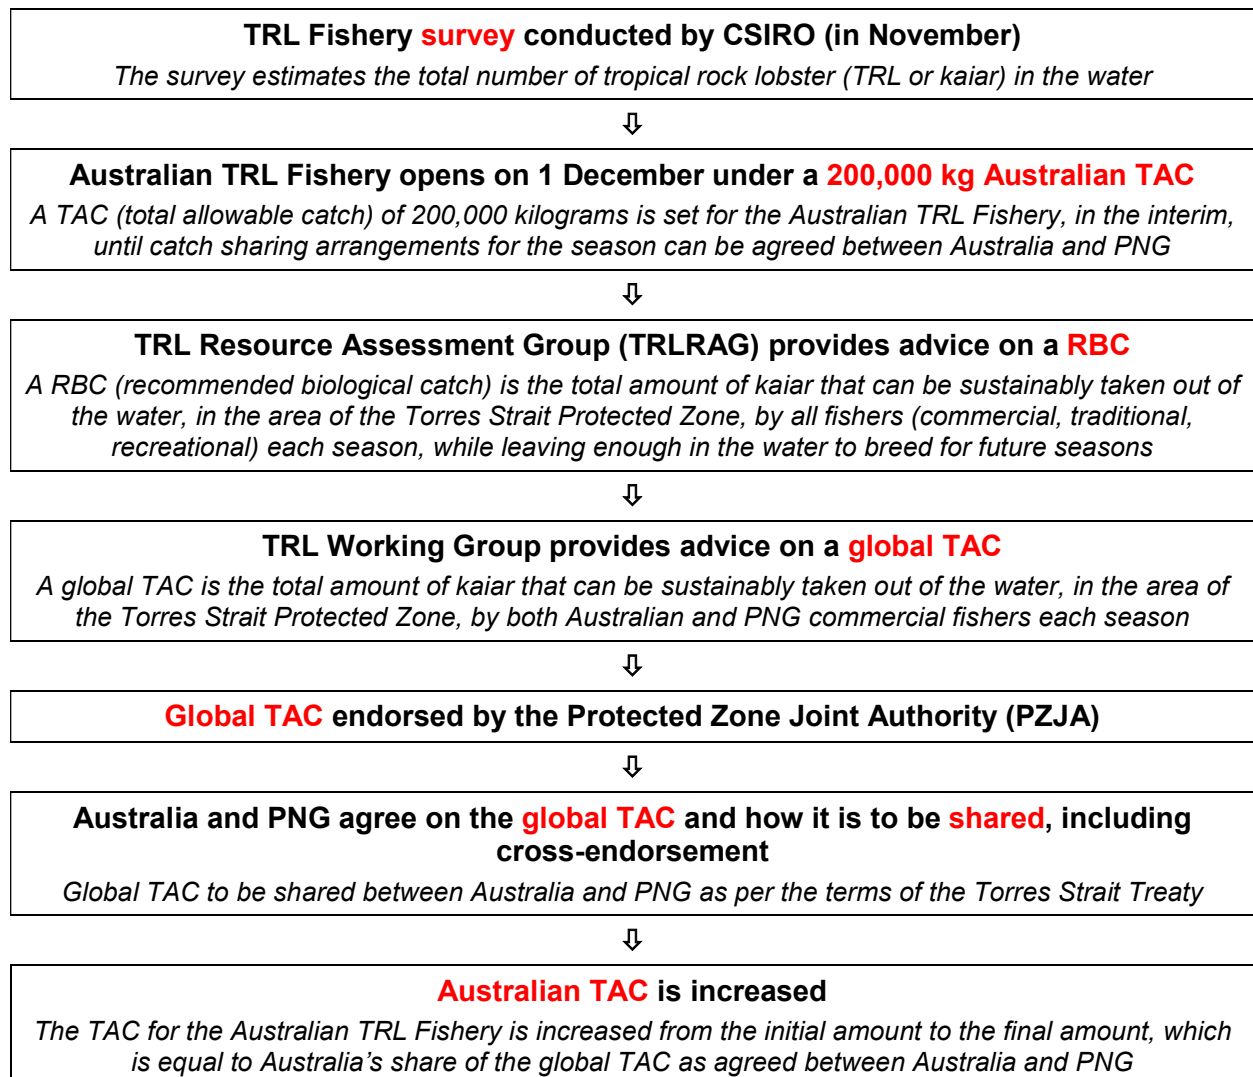 TRL Fishery survey conducted by CSIRO (in November)
The survey estimates the total number of tropical rock lobster (TRL or kaiar) in the water
⇩
Australian TRL Fishery opens on 1 December under a 200,000 kg Australian TAC
A TAC (total allowable catch) of 200,000 kilograms is set for the Australian TRL Fishery, in the interim,
until catch sharing arrangements for the season can be agreed between Australia and PNG
⇩
TRL Resource Assessment Group (TRLRAG) provides advice on a RBC
A RBC (recommended biological catch) is the total amount of kaiar that can be sustainably taken out of
the water, in the area of the Torres Strait Protected Zone, by all fishers (commercial, traditional,
recreational) each season, while leaving enough in the water to breed for future seasons
⇩
TRL Working Group provides advice on a global TAC
A global TAC is the total amount of kaiar that can be sustainably taken out of the water, in the area of
the Torres Strait Protected Zone, by both Australian and PNG commercial fishers each season
⇩
Global TAC endorsed by the Protected Zone Joint Authority (PZJA)
⇩
Australia and PNG agree on the global TAC and how it is to be shared, including
cross-endorsement
Global TAC to be shared between Australia and PNG as per the terms of the Torres Strait Treaty
⇩
Australian TAC is increased
The TAC for the Australian TRL Fishery is increased from the initial amount to the final amount, which
is equal to Australia's share of the global TAC as agreed between Australia and PNG